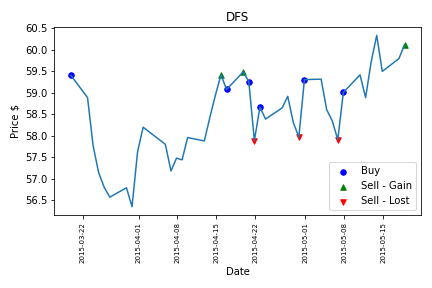 DFS
60.5
60.0
59.5
59.0
58.5
58.0
57.5
57.0
56.5
Price $
2015-03-22
2015-04-01
2015-04-08
2015-04-15
2015-04-22
2015-05-01
2015-05-08
2015-05-15
Date
Buy
Sell - Gain
Sell - Lost